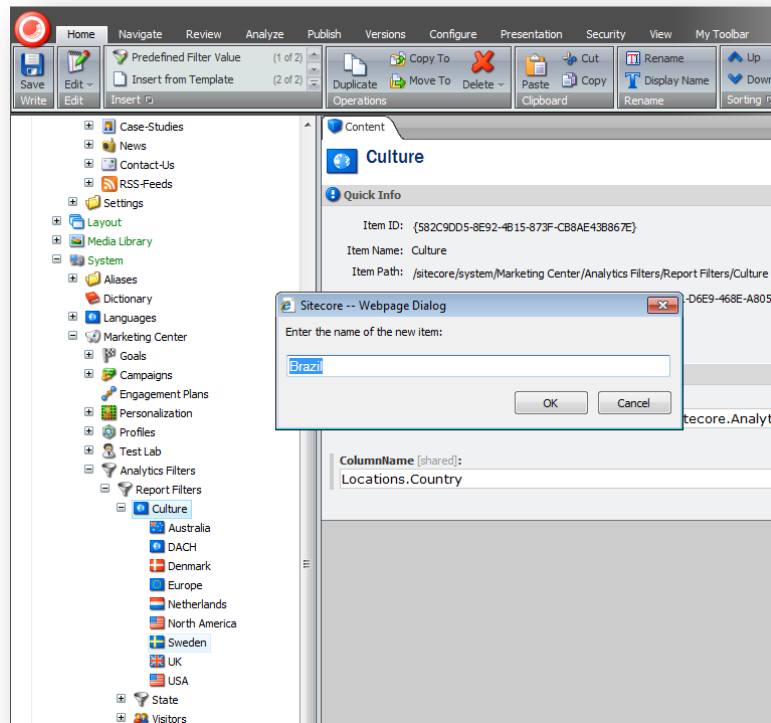 Home Navigate Review Analyze Publish Versions Configure Presentation Security View My Toolbar
Save
Write
Edit
Edit
Predefined Filter Value (1 of 2)
Insert from Template (2 of 2)
Insert
Duplicate
Copy To
Move To
Delete
Operations
Paste
Cut
Copy
Clipboard
Rename
Display Name
Rename
Up
Down
Sorting
Case-Studies
News
Contact-Us
RSS-Feeds
Settings
Layout
Media Library
System
Aliases
Dictionary
Languages
Marketing Center
Goals
Campaigns
Engagement Plans
Personalization
Profiles
Test Lab
Analytics Filters
Report Filters
Culture
Australia
DACH
Denmark
Europe
Netherlands
North America
Sweden
UK
USA
State
Visitors
Content
Culture
Quick Info
Item ID: {582C9DD5-8E92-4B15-873F-CB8AE43B867E}
Item Name: Culture
Item Path: /sitecore/system/Marketing Center/Analytics Filters/Report Filters/Culture
-D6E9-468E-A805
Sitecore -- Webpage Dialog
Enter the name of the new item:
Brazil
OK Cancel
tecore.Analyt
ColumnName [shared]:
Locations.Country